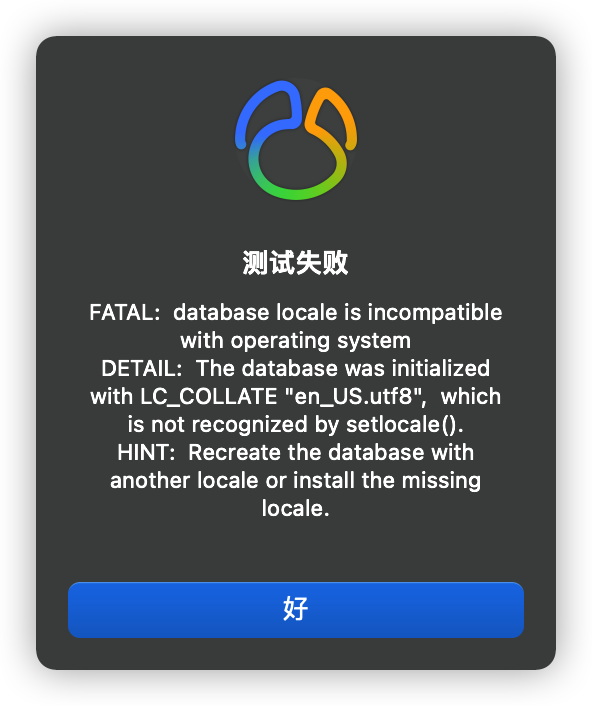 测试失败
FATAL:  database locale is incompatible
with operating system
DETAIL:  The database was initialized
with LC_COLLATE "en_US.utf8",  which
is not recognized by setlocale().
HINT:  Recreate the database with
another locale or install the missing
locale.
好